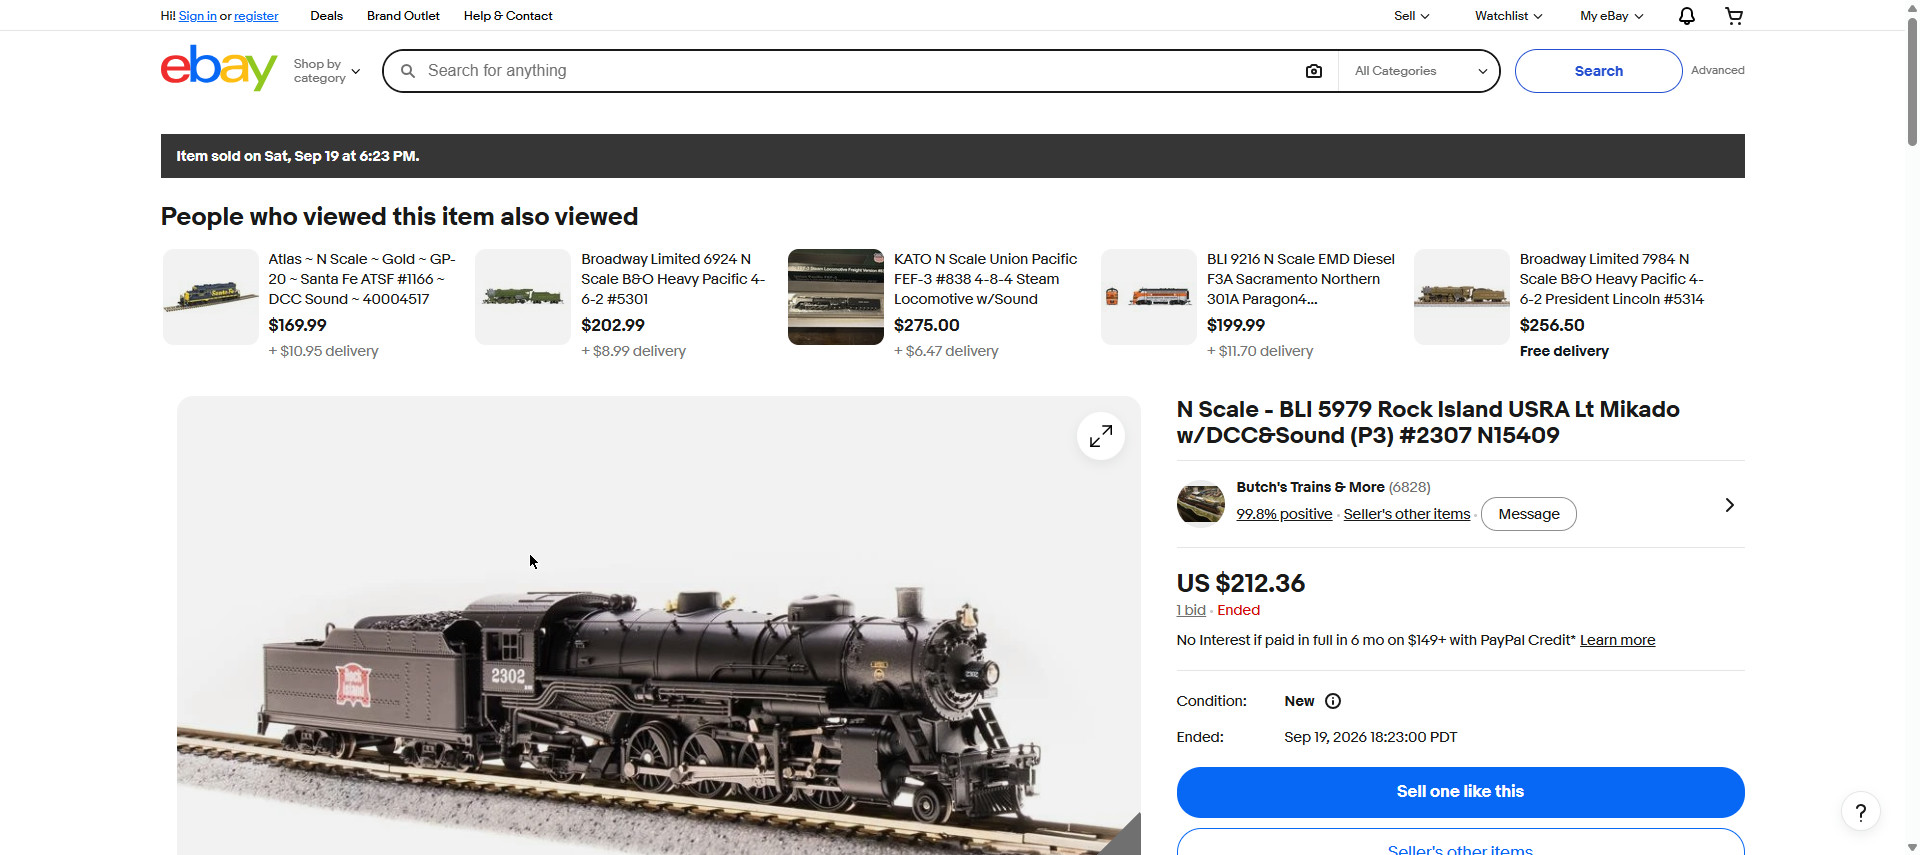 Hi! Sign in or register
Deals
Brand Outlet
Help & Contact
Sell
Watchlist
My eBay
ebay
Shop by
category
Search for anything
All Categories
Search
Advanced
Item sold on Sat, Sep 19 at 6:23 PM.
People who viewed this item also viewed
Atlas ~ N Scale ~ Gold ~ GP-
20 ~ Santa Fe ATSF #1166 ~
DCC Sound ~ 40004517
$169.99
+ $10.95 delivery
Broadway Limited 6924 N
Scale B&O Heavy Pacific 4-
6-2 #5301
$202.99
+ $8.99 delivery
KATO N Scale Union Pacific
FEF-3 #838 4-8-4 Steam
Locomotive w/Sound
$275.00
+ $6.47 delivery
BLI 9216 N Scale EMD Diesel
F3A Sacramento Northern
301A Paragon4...
$199.99
+ $11.70 delivery
Broadway Limited 7984 N
Scale B&O Heavy Pacific 4-
6-2 President Lincoln #5314
$256.50
Free delivery
Rock
Island
2302
N Scale - BLI 5979 Rock Island USRA Lt Mikado
w/DCC&Sound (P3) #2307 N15409
Butch's Trains & More (6828)
99.8% positive · Seller's other items · Message
US $212.36
1 bid · Ended
No Interest if paid in full in 6 mo on $149+ with PayPal Credit* Learn more
Condition: New
Ended: Sep 19, 2026 18:23:00 PDT
Sell one like this
Seller's other items
?